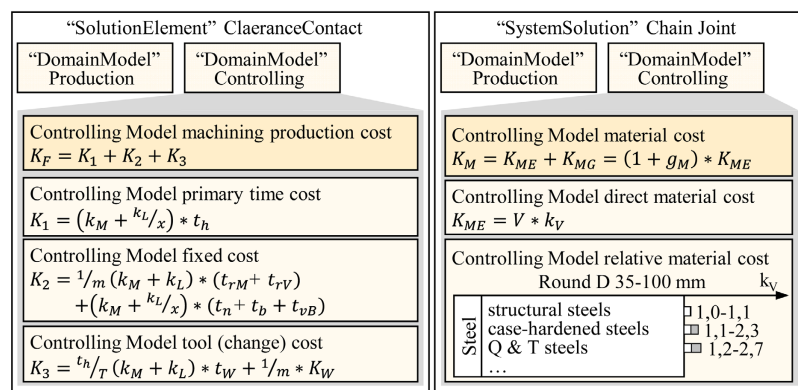 “SolutionElement” ClaeranceContact
“DomainModel”
Production
“DomainModel”
Controlling
Controlling Model machining production cost
K_F = K_1 + K_2 + K_3
Controlling Model primary time cost
K_1 = (k_M + k_L/x) * t_h
Controlling Model fixed cost
K_2 = 1/m (k_M + k_L) * (t_rM + t_rV)
+(k_M + k_L/x) * (t_n + t_b + t_vB)
Controlling Model tool (change) cost
K_3 = t_h/T (k_M + k_L) * t_W + 1/m * K_W
“SystemSolution” Chain Joint
“DomainModel”
Production
“DomainModel”
Controlling
Controlling Model material cost
K_M = K_ME + K_MG = (1 + g_M) * K_ME
Controlling Model direct material cost
K_ME = V * k_V
Controlling Model relative material cost
Round D 35-100 mm
k_V
Steel
structural steels
1,0-1,1
case-hardened steels
1,1-2,3
Q & T steels
1,2-2,7
…